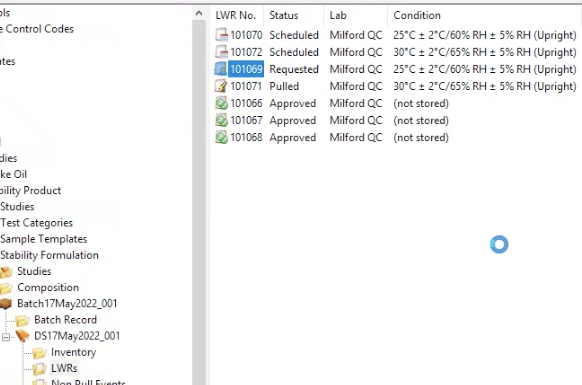 ols
e Control Codes
ates
dies
ke Oil
bility Product
Studies
Test Categories
Sample Templates
Stability Formulation
Studies
Composition
Batch17May2022_001
Batch Record
DS17May2022_001
Inventory
LWRs
Non Pull Events
LWR No. Status Lab Condition
101070 Scheduled Milford QC 25°C ± 2°C/60% RH ± 5% RH (Upright)
101072 Scheduled Milford QC 30°C ± 2°C/65% RH ± 5% RH (Upright)
101069 Requested Milford QC 25°C ± 2°C/60% RH ± 5% RH (Upright)
101071 Pulled Milford QC 30°C ± 2°C/65% RH ± 5% RH (Upright)
101066 Approved Milford QC (not stored)
101067 Approved Milford QC (not stored)
101068 Approved Milford QC (not stored)